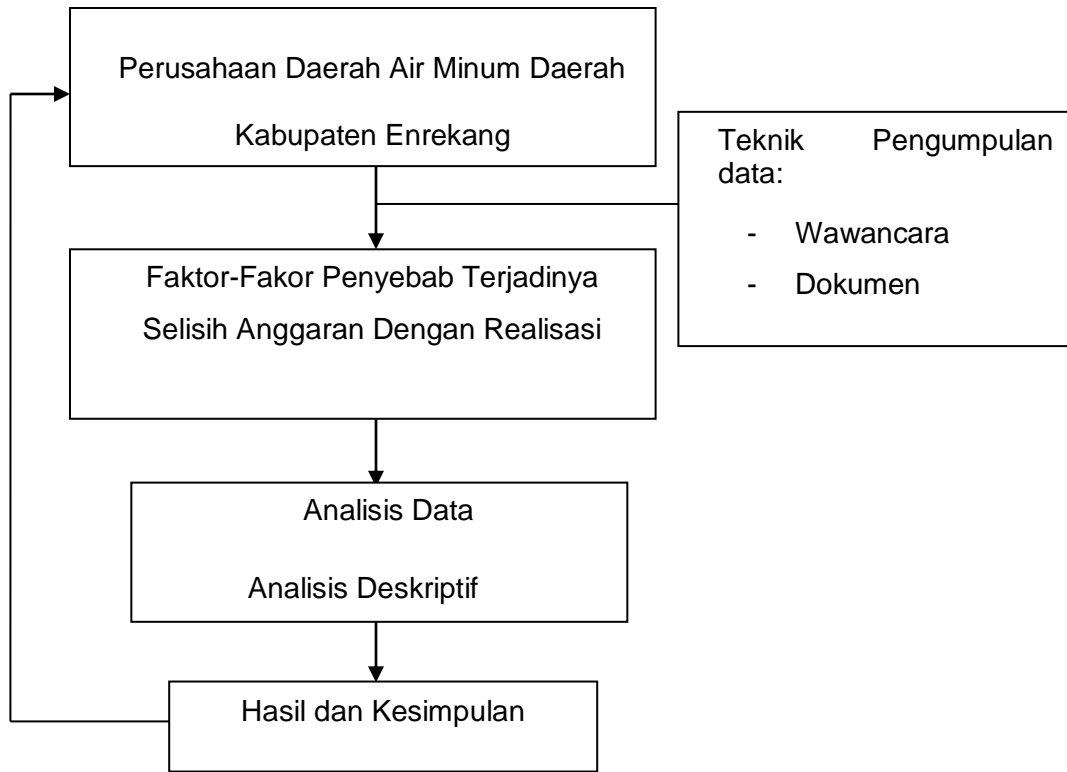 Perusahaan Daerah Air Minum Daerah
Kabupaten Enrekang
Teknik Pengumpulan
data:
- Wawancara
- Dokumen
Faktor-Fakor Penyebab Terjadinya
Selisih Anggaran Dengan Realisasi
Analisis Data
Analisis Deskriptif
Hasil dan Kesimpulan